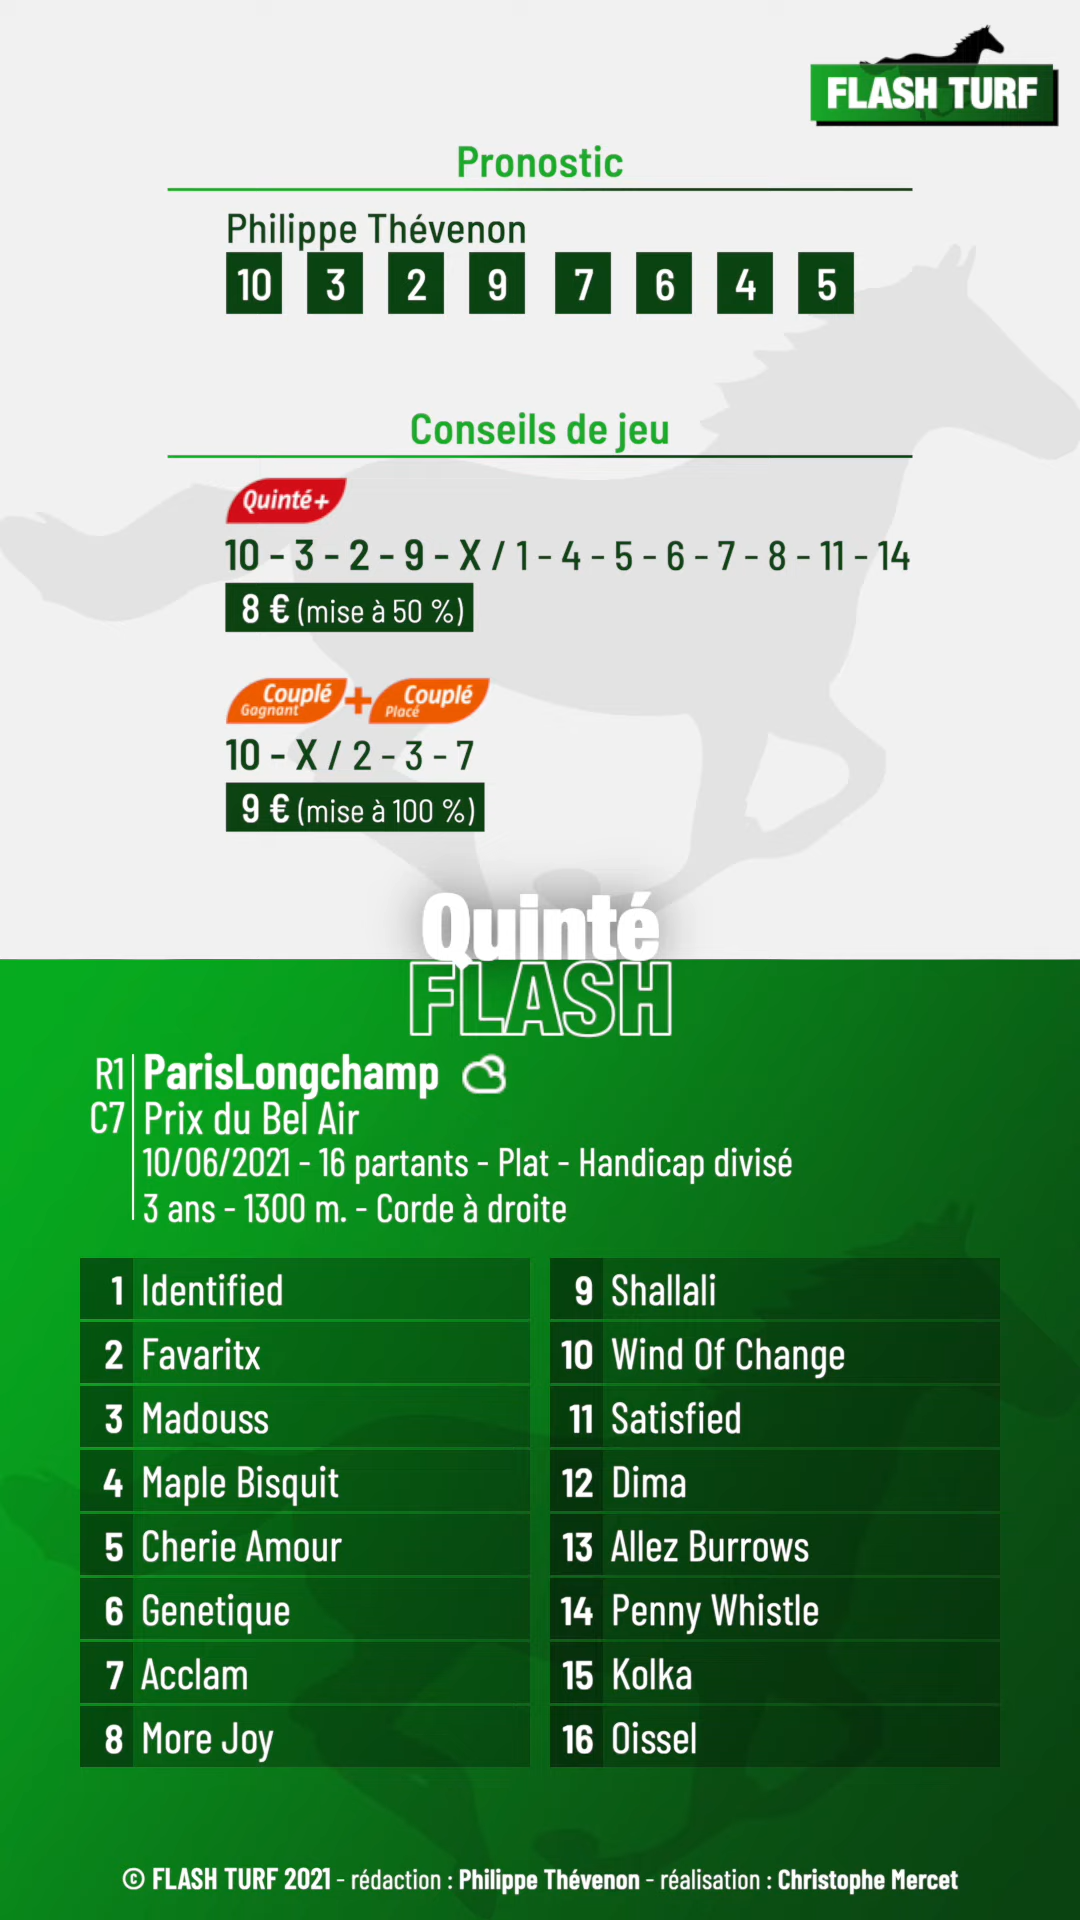 FLASH TURF
Pronostic
Philippe Thévenon
10 3 2 9 7 6 4 5
Conseils de jeu
Quinté+
10 - 3 - 2 - 9 - X / 1 - 4 - 5 - 6 - 7 - 8 - 11 - 14
8 € (mise à 50 %)
Couplé Gagnant + Couplé Placé
10 - X / 2 - 3 - 7
9 € (mise à 100 %)
Quinté
FLASH
R1 ParisLongchamp
C7 Prix du Bel Air
10/06/2021 - 16 partants - Plat - Handicap divisé
3 ans - 1300 m. - Corde à droite
1 Identified
2 Favaritx
3 Madouss
4 Maple Bisquit
5 Cherie Amour
6 Genetique
7 Acclam
8 More Joy
9 Shallali
10 Wind Of Change
11 Satisfied
12 Dima
13 Allez Burrows
14 Penny Whistle
15 Kolka
16 Oissel
© FLASH TURF 2021 - rédaction : Philippe Thévenon - réalisation : Christophe Mercet